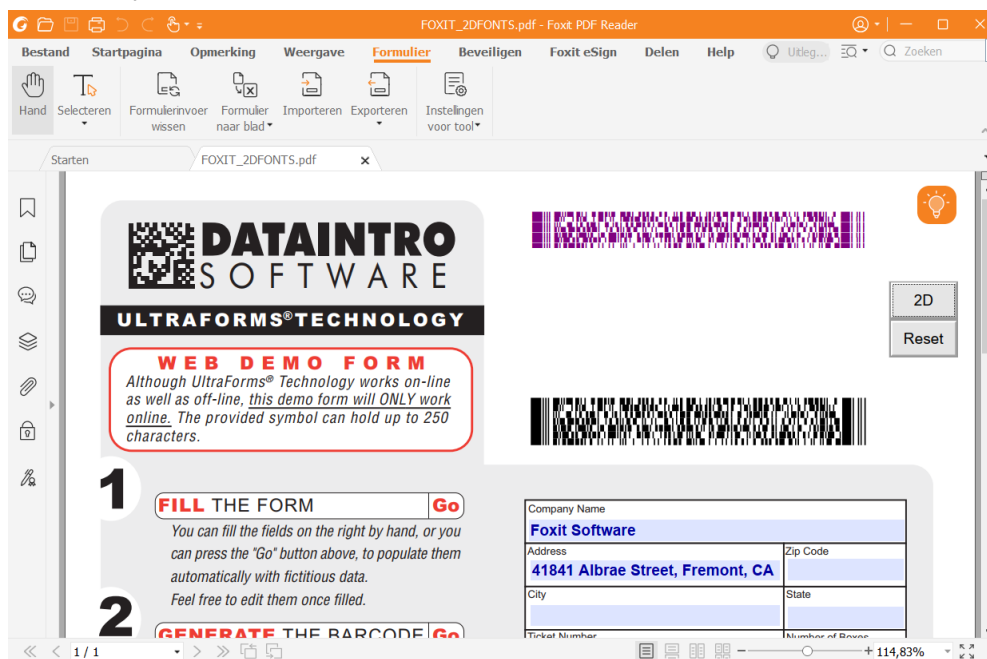 FOXIT_2DFONTS.pdf - Foxit PDF Reader
Bestand Startpagina Opmerking Weergave Formulier Beveiligen Foxit eSign Delen Help Uitleg... Zoeken
Hand Selecteren Formulierinvoer wissen Formulier naar blad Importeren Exporteren Instellingen voor tool
Starten FOXIT_2DFONTS.pdf
DATAINTRO
SOFTWARE
ULTRAFORMS®TECHNOLOGY
WEB DEMO FORM
Although UltraForms® Technology works on-line
as well as off-line, this demo form will ONLY work
online. The provided symbol can hold up to 250
characters.
2D
Reset
1
FILL THE FORM Go
You can fill the fields on the right by hand, or you
can press the "Go" button above, to populate them
automatically with fictitious data.
Feel free to edit them once filled.
2
GENERATE THE BARCODE Go
Company Name
Foxit Software
Address Zip Code
41841 Albrae Street, Fremont, CA
City State
Ticket Number Number of Boxes
1 / 1 114,83%